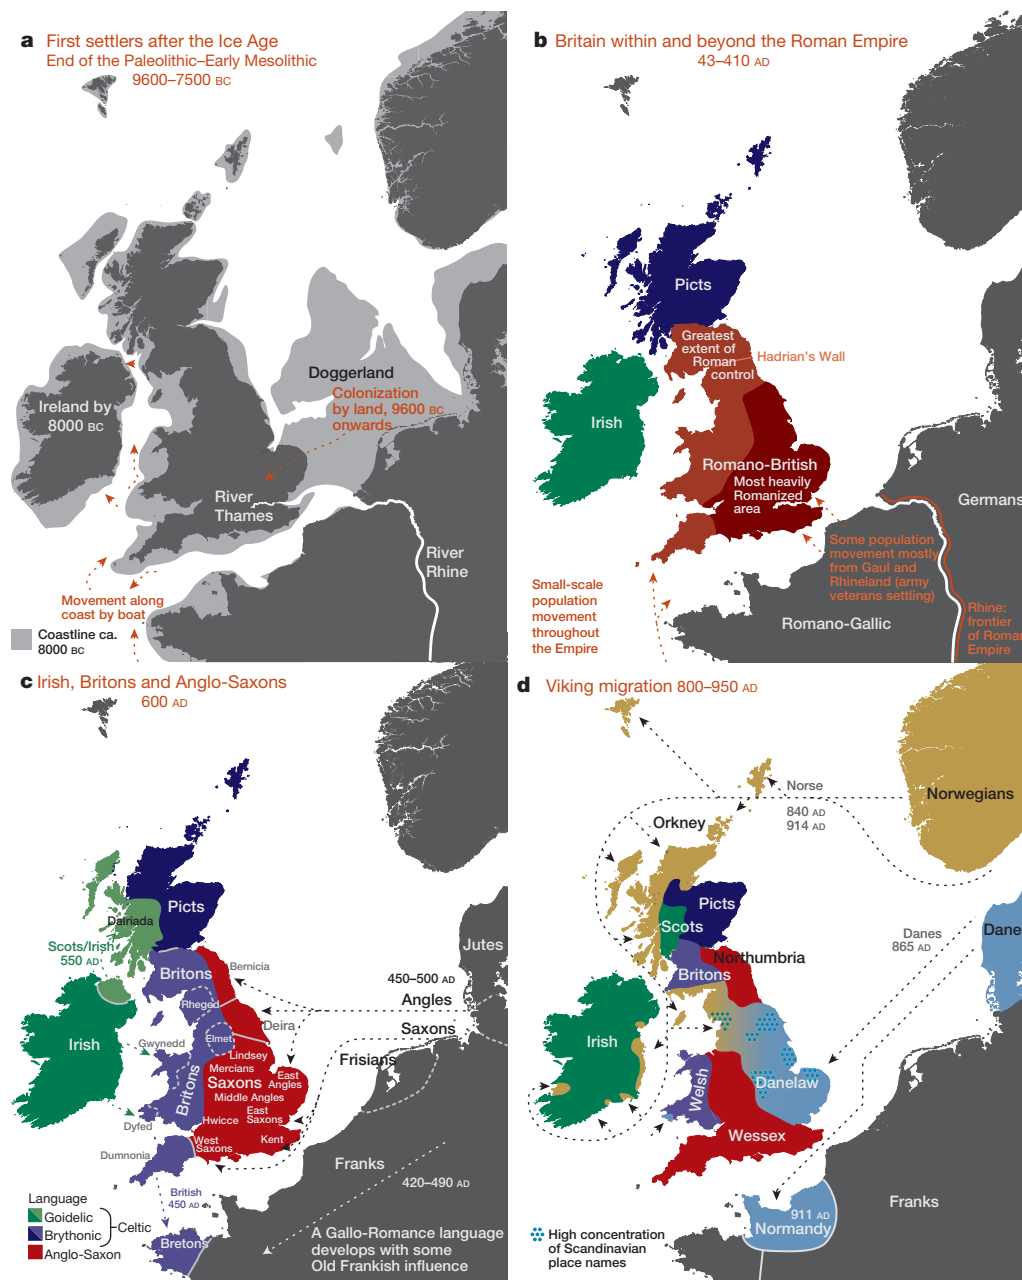 a First settlers after the Ice Age
End of the Paleolithic–Early Mesolithic
9600–7500 BC
Doggerland
Colonization
by land, 9600 BC
onwards
Ireland by
8000 BC
River
Thames
River
Rhine
Movement along
coast by boat
Coastline ca.
8000 BC
b Britain within and beyond the Roman Empire
43–410 AD
Picts
Greatest
extent of
Roman
control
Hadrian's Wall
Irish
Romano-British
Most heavily
Romanized
area
Germans
Some population
movement mostly
from Gaul and
Rhineland (army
veterans settling)
Small-scale
population
movement
throughout
the Empire
Romano-Gallic
Rhine:
frontier
of Roman
Empire
c Irish, Britons and Anglo-Saxons
600 AD
Picts
Dalriada
Scots/Irish
550 AD
Britons
Bernicia
Jutes
450–500 AD
Angles
Saxons
Rheged
Deira
Irish
Gwynedd
Elmet
Lindsey
Frisians
Mercians
Saxons
East
Angles
Middle Angles
Britons
East
Saxons
Hwicce
Dyfed
West
Saxons
Kent
Dumnonia
Franks
420–490 AD
British
450 AD
Language
Goidelic
Brythonic
Celtic
Anglo-Saxon
Bretons
A Gallo-Romance language
develops with some
Old Frankish influence
d Viking migration 800–950 AD
Norse
840 AD
914 AD
Norwegians
Orkney
Picts
Scots
Danes
865 AD
Dane
Northumbria
Britons
Irish
Welsh
Danelaw
Wessex
Franks
911 AD
Normandy
High concentration
of Scandinavian
place names